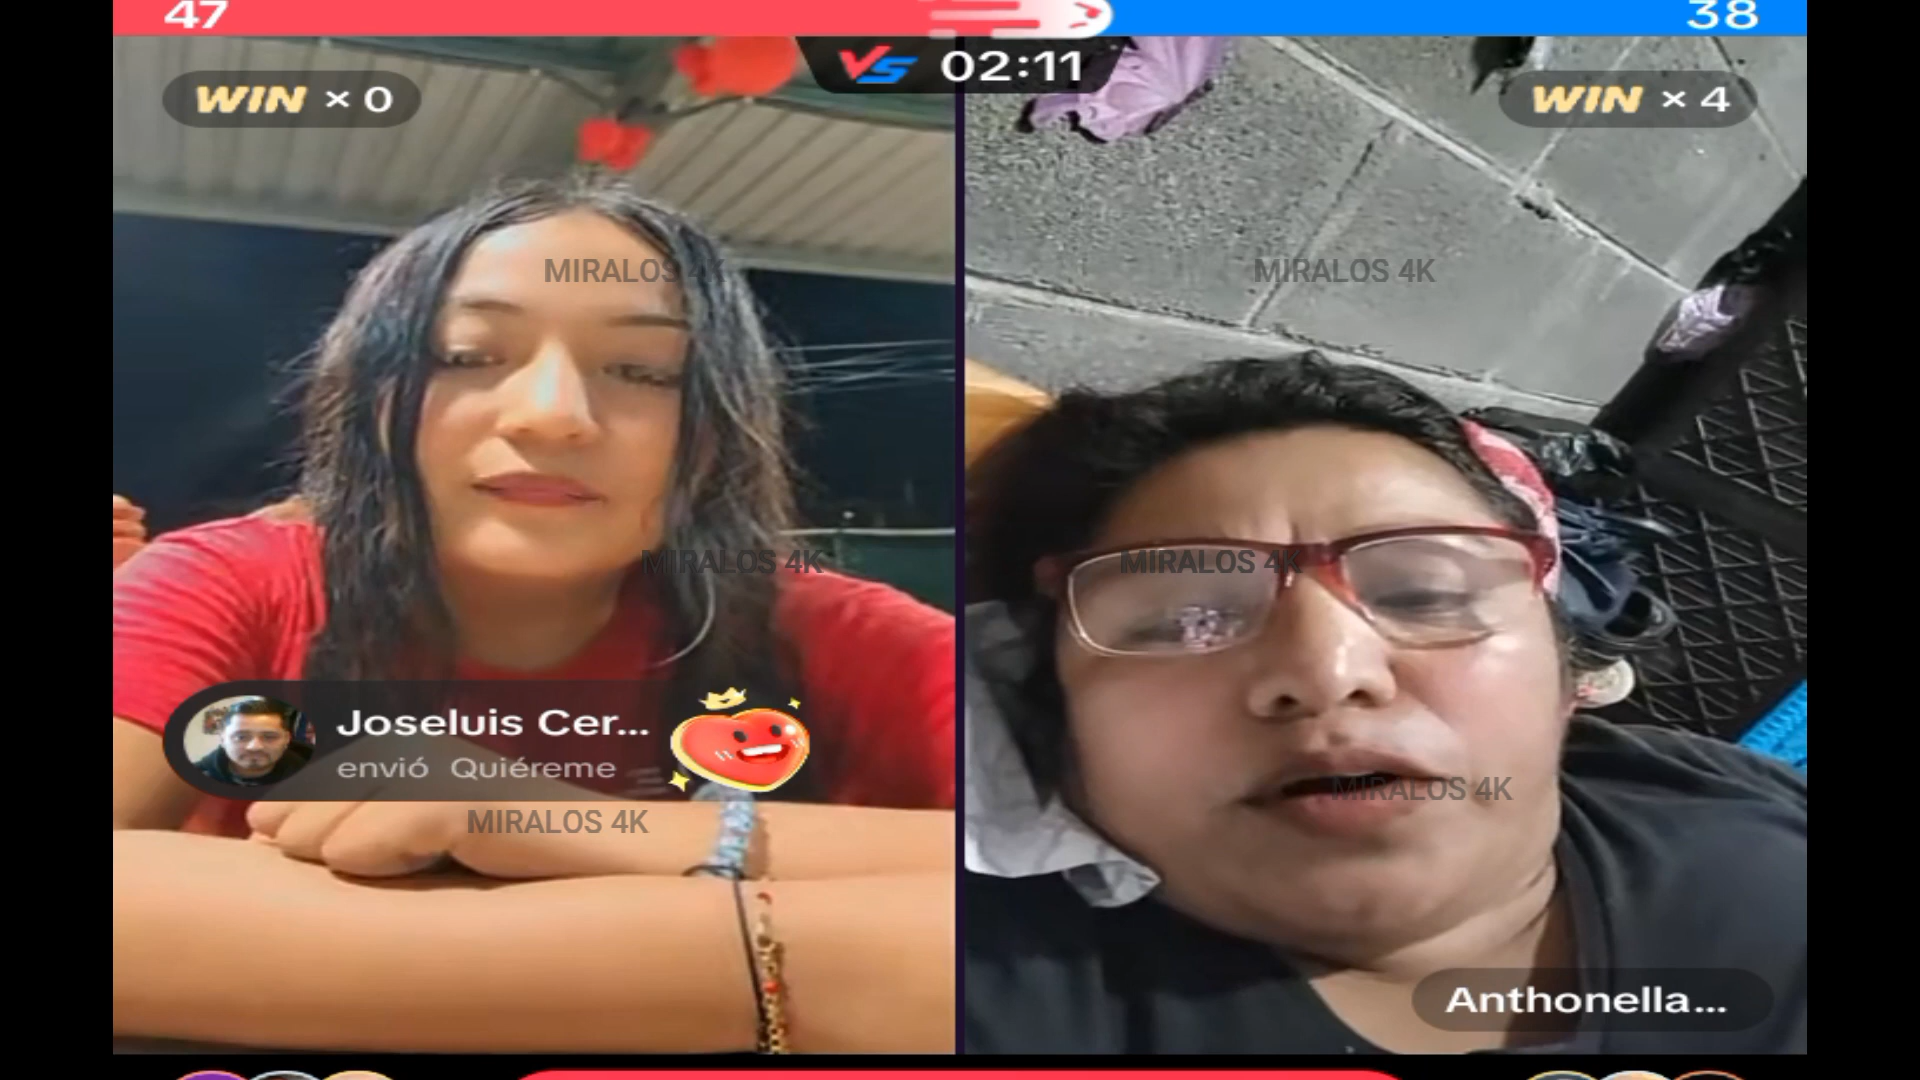 47
38
VS 02:11
WIN × 0
WIN × 4
MIRALOS 4K
MIRALOS 4K
MIRALOS 4K
MIRALOS 4K
Joseluis Cer...
envió Quiéreme
MIRALOS 4K
MIRALOS 4K
Anthonella...